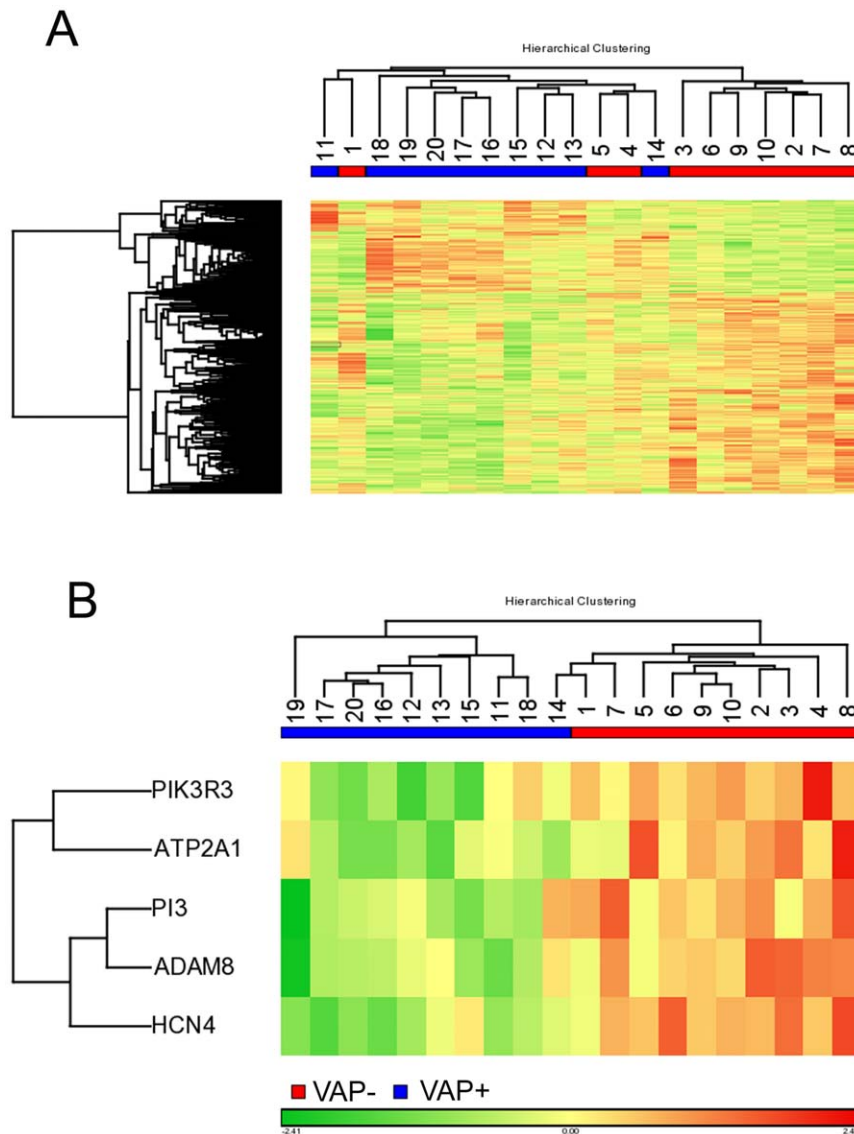 A
Hierarchical Clustering
11 1 18 19 20 17 16 15 12 13 5 4 14 3 6 9 10 2 7 8
B
Hierarchical Clustering
19 17 20 16 12 13 15 11 18 14 1 7 5 6 9 10 2 3 4 8
PIK3R3
ATP2A1
PI3
ADAM8
HCN4
VAP- VAP+
-2.41 0.00